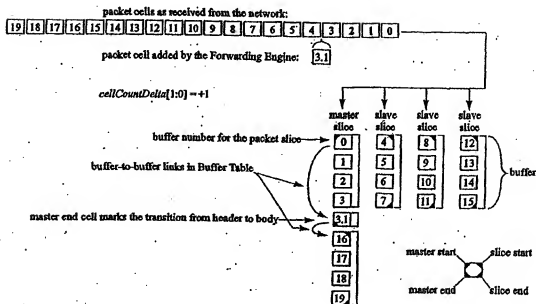 packet cells as received from the network:
19 18 17 16 15 14 13 12 11 10 9 8 7 6 5 4 3 2 1 0
packet cell added by the Forwarding Engine: 3.1
cellCountDelta[1:0] = +1
master slice slave slice slave slice slave slice
buffer number for the packet slice
0 4 8 12
1 5 9 13
buffer
buffer-to-buffer links in Buffer Table
2 6 10 14
3 7 11 15
master end cell marks the transition from header to body
3.1
16
17
18
19
master start slice start
master end slice end